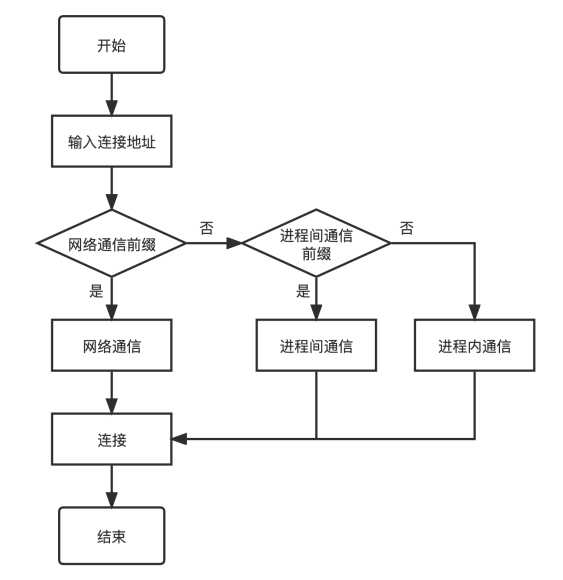 开始
输入连接地址
网络通信前缀
否
进程间通信
前缀
否
是
是
网络通信
进程间通信
进程内通信
连接
结束